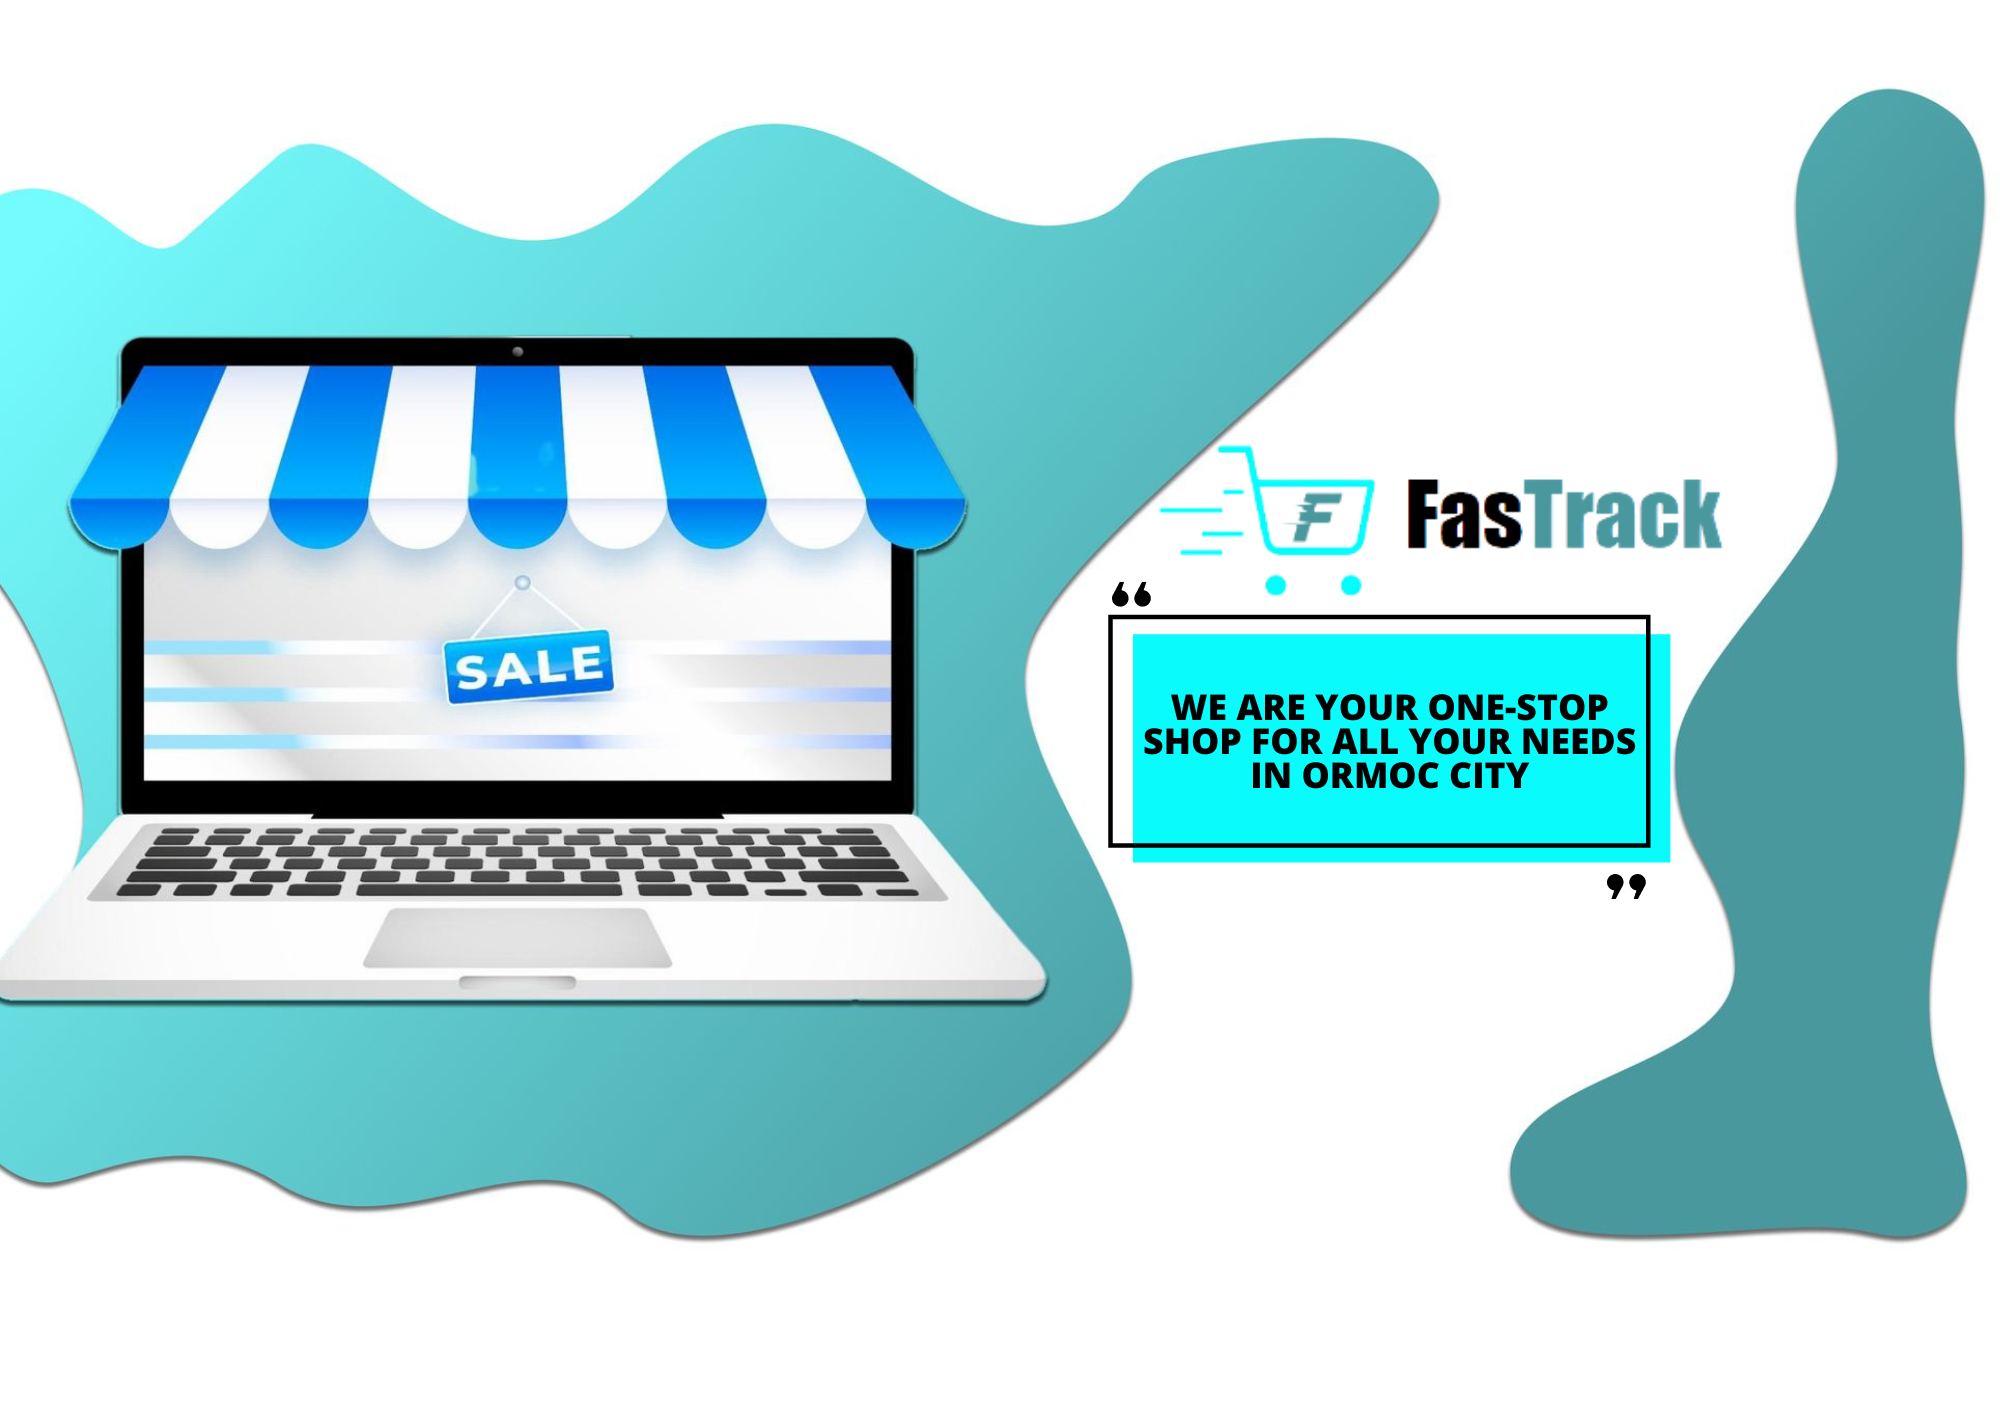 SALE
F FasTrack
“
WE ARE YOUR ONE-STOP
SHOP FOR ALL YOUR NEEDS
IN ORMOC CITY
”